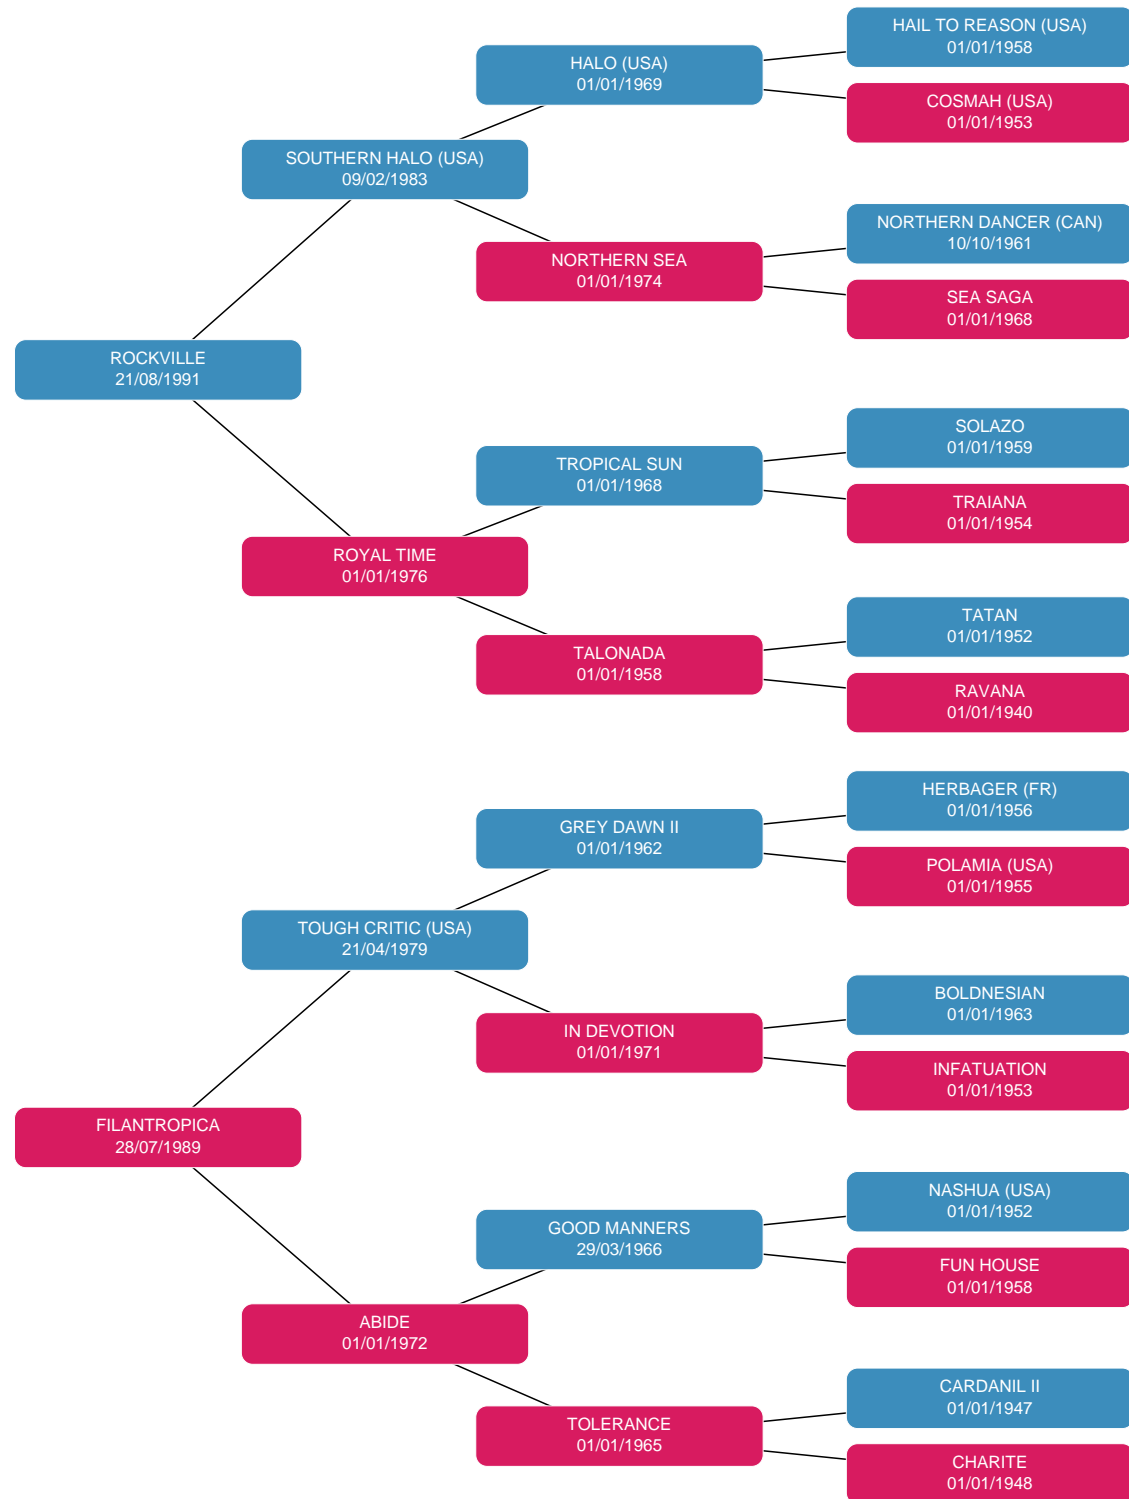 HAIL TO REASON (USA)
01/01/1958
HALO (USA)
01/01/1969
COSMAH (USA)
01/01/1953
SOUTHERN HALO (USA)
09/02/1983
NORTHERN DANCER (CAN)
10/10/1961
NORTHERN SEA
01/01/1974
SEA SAGA
01/01/1968
ROCKVILLE
21/08/1991
SOLAZO
01/01/1959
TROPICAL SUN
01/01/1968
TRAIANA
01/01/1954
ROYAL TIME
01/01/1976
TATAN
01/01/1952
TALONADA
01/01/1958
RAVANA
01/01/1940
HERBAGER (FR)
01/01/1956
GREY DAWN II
01/01/1962
POLAMIA (USA)
01/01/1955
TOUGH CRITIC (USA)
21/04/1979
BOLDNESIAN
01/01/1963
IN DEVOTION
01/01/1971
INFATUATION
01/01/1953
FILANTROPICA
28/07/1989
NASHUA (USA)
01/01/1952
GOOD MANNERS
29/03/1966
FUN HOUSE
01/01/1958
ABIDE
01/01/1972
CARDANIL II
01/01/1947
TOLERANCE
01/01/1965
CHARITE
01/01/1948